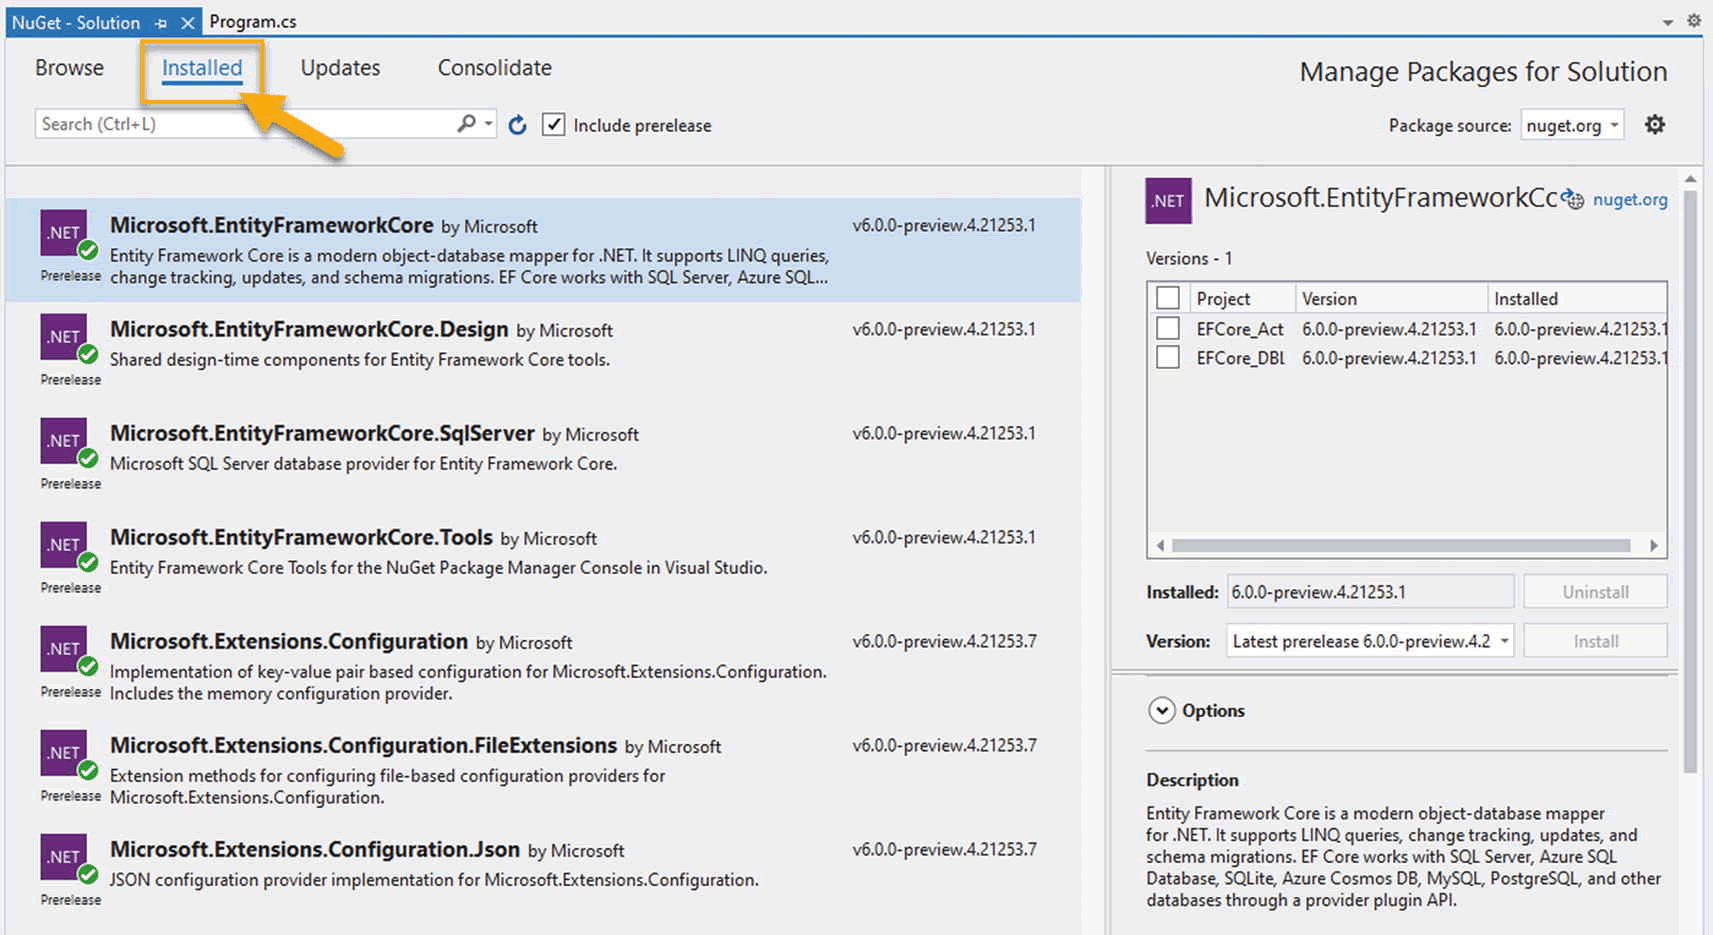 NuGet - Solution
Program.cs
Browse
Installed
Updates
Consolidate
Manage Packages for Solution
Search (Ctrl+L)
Include prerelease
Package source:
nuget.org
.NET
Prerelease
Microsoft.EntityFrameworkCore by Microsoft
v6.0.0-preview.4.21253.1
Entity Framework Core is a modern object-database mapper for .NET. It supports LINQ queries,
change tracking, updates, and schema migrations. EF Core works with SQL Server, Azure SQL...
.NET
Prerelease
Microsoft.EntityFrameworkCore.Design by Microsoft
v6.0.0-preview.4.21253.1
Shared design-time components for Entity Framework Core tools.
.NET
Prerelease
Microsoft.EntityFrameworkCore.SqlServer by Microsoft
v6.0.0-preview.4.21253.1
Microsoft SQL Server database provider for Entity Framework Core.
.NET
Prerelease
Microsoft.EntityFrameworkCore.Tools by Microsoft
v6.0.0-preview.4.21253.1
Entity Framework Core Tools for the NuGet Package Manager Console in Visual Studio.
.NET
Prerelease
Microsoft.Extensions.Configuration by Microsoft
v6.0.0-preview.4.21253.7
Implementation of key-value pair based configuration for Microsoft.Extensions.Configuration.
Includes the memory configuration provider.
.NET
Prerelease
Microsoft.Extensions.Configuration.FileExtensions by Microsoft
v6.0.0-preview.4.21253.7
Extension methods for configuring file-based configuration providers for
Microsoft.Extensions.Configuration.
.NET
Prerelease
Microsoft.Extensions.Configuration.Json by Microsoft
v6.0.0-preview.4.21253.7
JSON configuration provider implementation for Microsoft.Extensions.Configuration.
.NET
Microsoft.EntityFrameworkCo
nuget.org
Versions - 1
Project Version Installed
EFCore_Act 6.0.0-preview.4.21253.1 6.0.0-preview.4.21253.1
EFCore_DBL 6.0.0-preview.4.21253.1 6.0.0-preview.4.21253.1
Installed: 6.0.0-preview.4.21253.1 Uninstall
Version: Latest prerelease 6.0.0-preview.4.2 Install
Options
Description
Entity Framework Core is a modern object-database mapper
for .NET. It supports LINQ queries, change tracking, updates, and
schema migrations. EF Core works with SQL Server, Azure SQL
Database, SQLite, Azure Cosmos DB, MySQL, PostgreSQL, and other
databases through a provider plugin API.